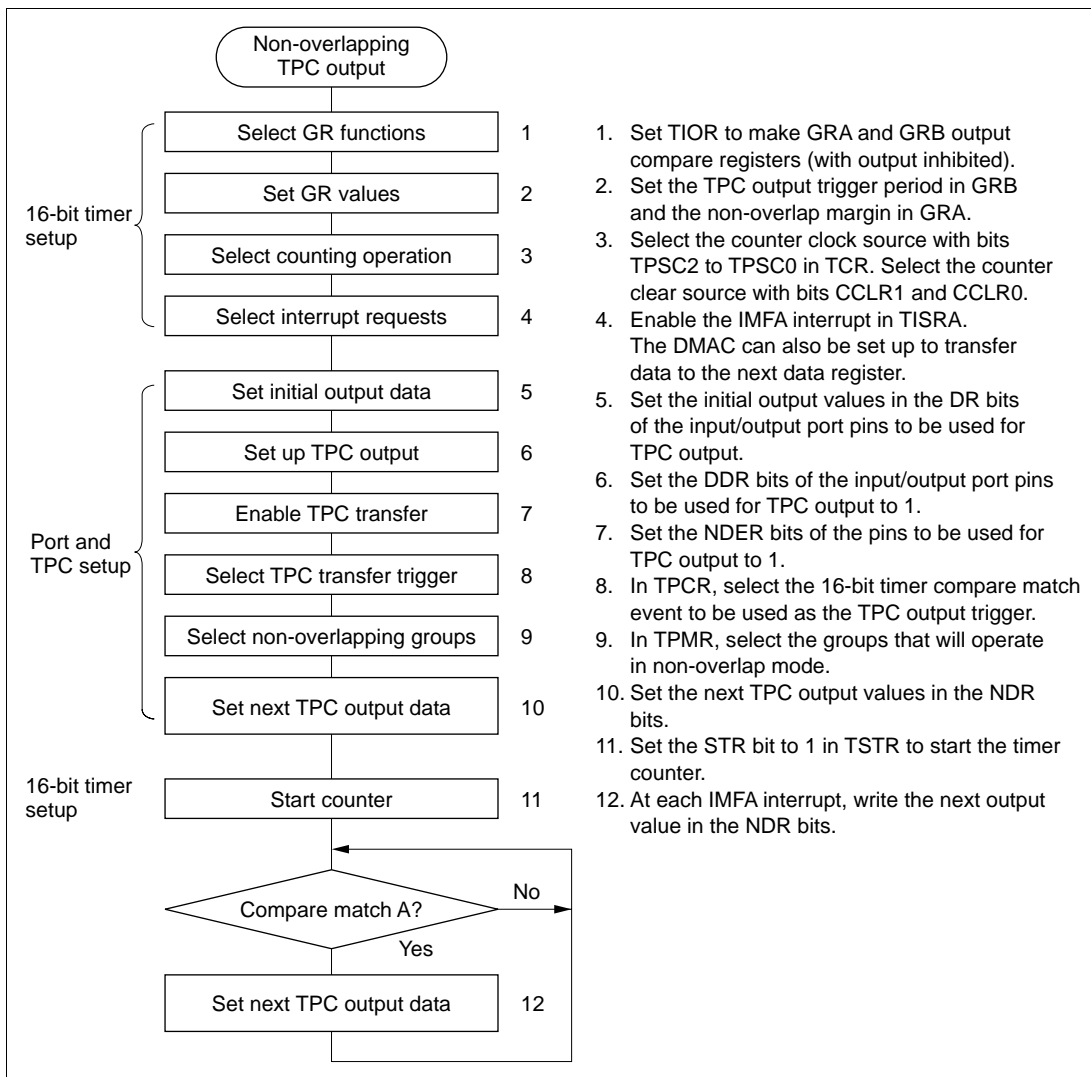 Non-overlapping
TPC output
16-bit timer
setup
Select GR functions 1
Set GR values 2
Select counting operation 3
Select interrupt requests 4
Port and
TPC setup
Set initial output data 5
Set up TPC output 6
Enable TPC transfer 7
Select TPC transfer trigger 8
Select non-overlapping groups 9
Set next TPC output data 10
16-bit timer
setup
Start counter 11
Compare match A?
No
Yes
Set next TPC output data 12
1. Set TIOR to make GRA and GRB output
compare registers (with output inhibited).
2. Set the TPC output trigger period in GRB
and the non-overlap margin in GRA.
3. Select the counter clock source with bits
TPSC2 to TPSC0 in TCR. Select the counter
clear source with bits CCLR1 and CCLR0.
4. Enable the IMFA interrupt in TISRA.
The DMAC can also be set up to transfer
data to the next data register.
5. Set the initial output values in the DR bits
of the input/output port pins to be used for
TPC output.
6. Set the DDR bits of the input/output port pins
to be used for TPC output to 1.
7. Set the NDER bits of the pins to be used for
TPC output to 1.
8. In TPCR, select the 16-bit timer compare match
event to be used as the TPC output trigger.
9. In TPMR, select the groups that will operate
in non-overlap mode.
10. Set the next TPC output values in the NDR
bits.
11. Set the STR bit to 1 in TSTR to start the timer
counter.
12. At each IMFA interrupt, write the next output
value in the NDR bits.